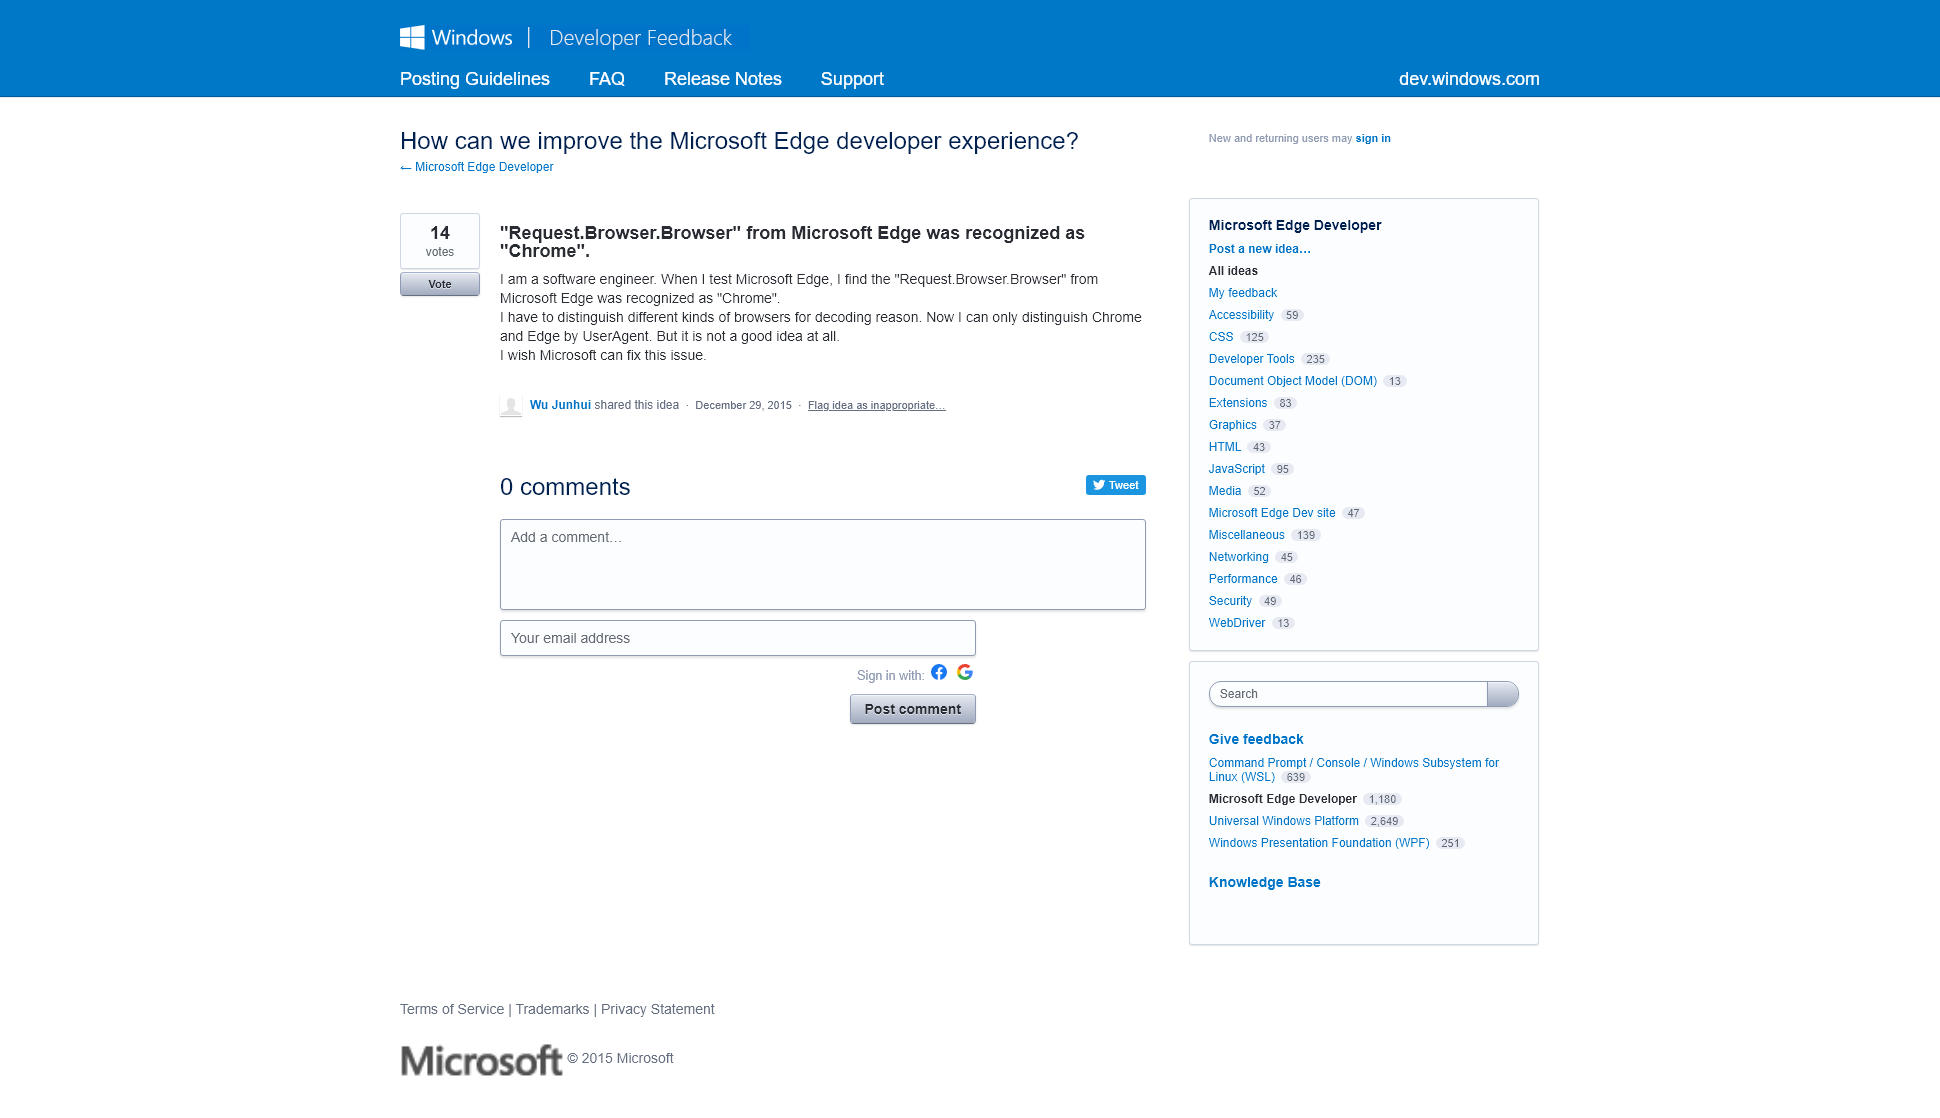 Windows | Developer Feedback
Posting Guidelines FAQ Release Notes Support dev.windows.com
How can we improve the Microsoft Edge developer experience?
← Microsoft Edge Developer
New and returning users may sign in
14
votes
Vote
"Request.Browser.Browser" from Microsoft Edge was recognized as
"Chrome".
I am a software engineer. When I test Microsoft Edge, I find the "Request.Browser.Browser" from
Microsoft Edge was recognized as "Chrome".
I have to distinguish different kinds of browsers for decoding reason. Now I can only distinguish Chrome
and Edge by UserAgent. But it is not a good idea at all.
I wish Microsoft can fix this issue.
Wu Junhui shared this idea · December 29, 2015 · Flag idea as inappropriate…
0 comments
Tweet
Add a comment…
Your email address
Sign in with:
Post comment
Microsoft Edge Developer
Post a new idea…
All ideas
My feedback
Accessibility 59
CSS 125
Developer Tools 235
Document Object Model (DOM) 13
Extensions 83
Graphics 37
HTML 43
JavaScript 95
Media 52
Microsoft Edge Dev site 47
Miscellaneous 139
Networking 45
Performance 46
Security 49
WebDriver 13
Search
Give feedback
Command Prompt / Console / Windows Subsystem for
Linux (WSL) 639
Microsoft Edge Developer 1,180
Universal Windows Platform 2,649
Windows Presentation Foundation (WPF) 251
Knowledge Base
Terms of Service | Trademarks | Privacy Statement
Microsoft © 2015 Microsoft